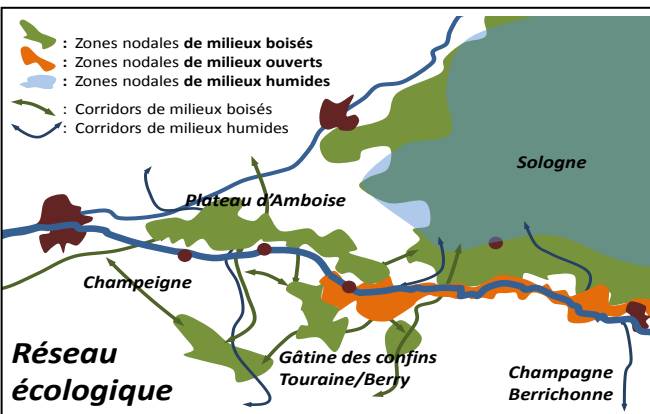 : Zones nodales de milieux boisés
: Zones nodales de milieux ouverts
: Zones nodales de milieux humides
: Corridors de milieux boisés
: Corridors de milieux humides
Sologne
Plateau d'Amboise
Champeigne
Gâtine des confins
Touraine/Berry
Champagne
Berrichonne
Réseau
écologique